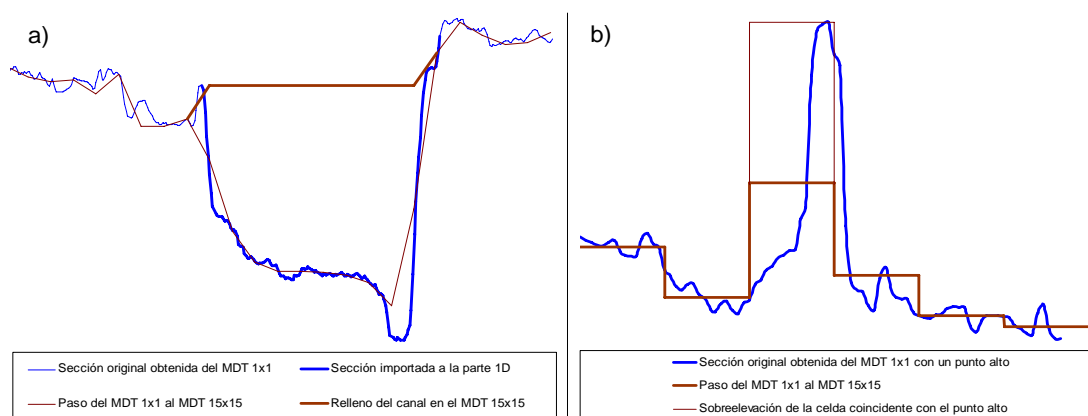 a)
b)
Sección original obtenida del MDT 1x1
Sección importada a la parte 1D
Paso del MDT 1x1 al MDT 15x15
Relleno del canal en el MDT 15x15
Sección original obtenida del MDT 1x1 con un punto alto
Paso del MDT 1x1 al MDT 15x15
Sobreelevación de la celda coincidente con el punto alto